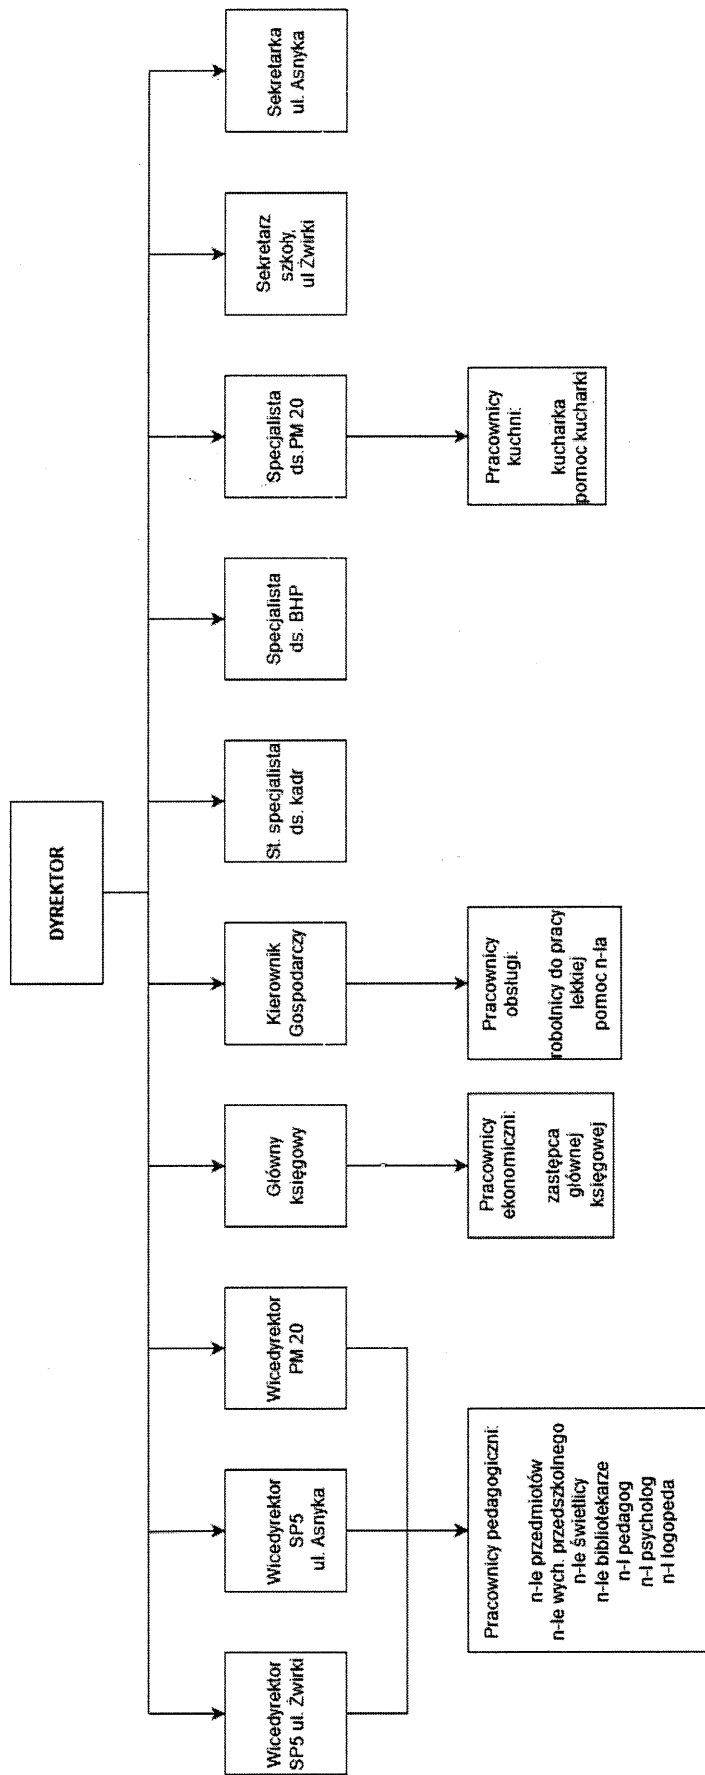 DYREKTOR
Wicedyrektor
SP5 ul. Żwirki
Wicedyrektor
SP5
ul. Asnyka
Wicedyrektor
PM 20
Główny
księgowy
Kierownik
Gospodarczy
St. specjalista
ds. kadr
Specjalista
ds. BHP
Specjalista
ds.PM 20
Sekretarz
szkoły,
ul Żwirki
Sekretarka
ul. Asnyka
Pracownicy pedagogiczni:
n-le przedmiotów
n-le wych. przedszkolnego
n-le świetlicy
n-le bibliotekarze
n-l pedagog
n-l psycholog
n-l logopeda
Pracownicy
ekonomiczni:
zastępca
głównej
księgowej
Pracownicy
obsługi:
robotnicy do pracy
lekkiej
pomoc n-la
Pracownicy
kuchni:
kucharka
pomoc kucharki